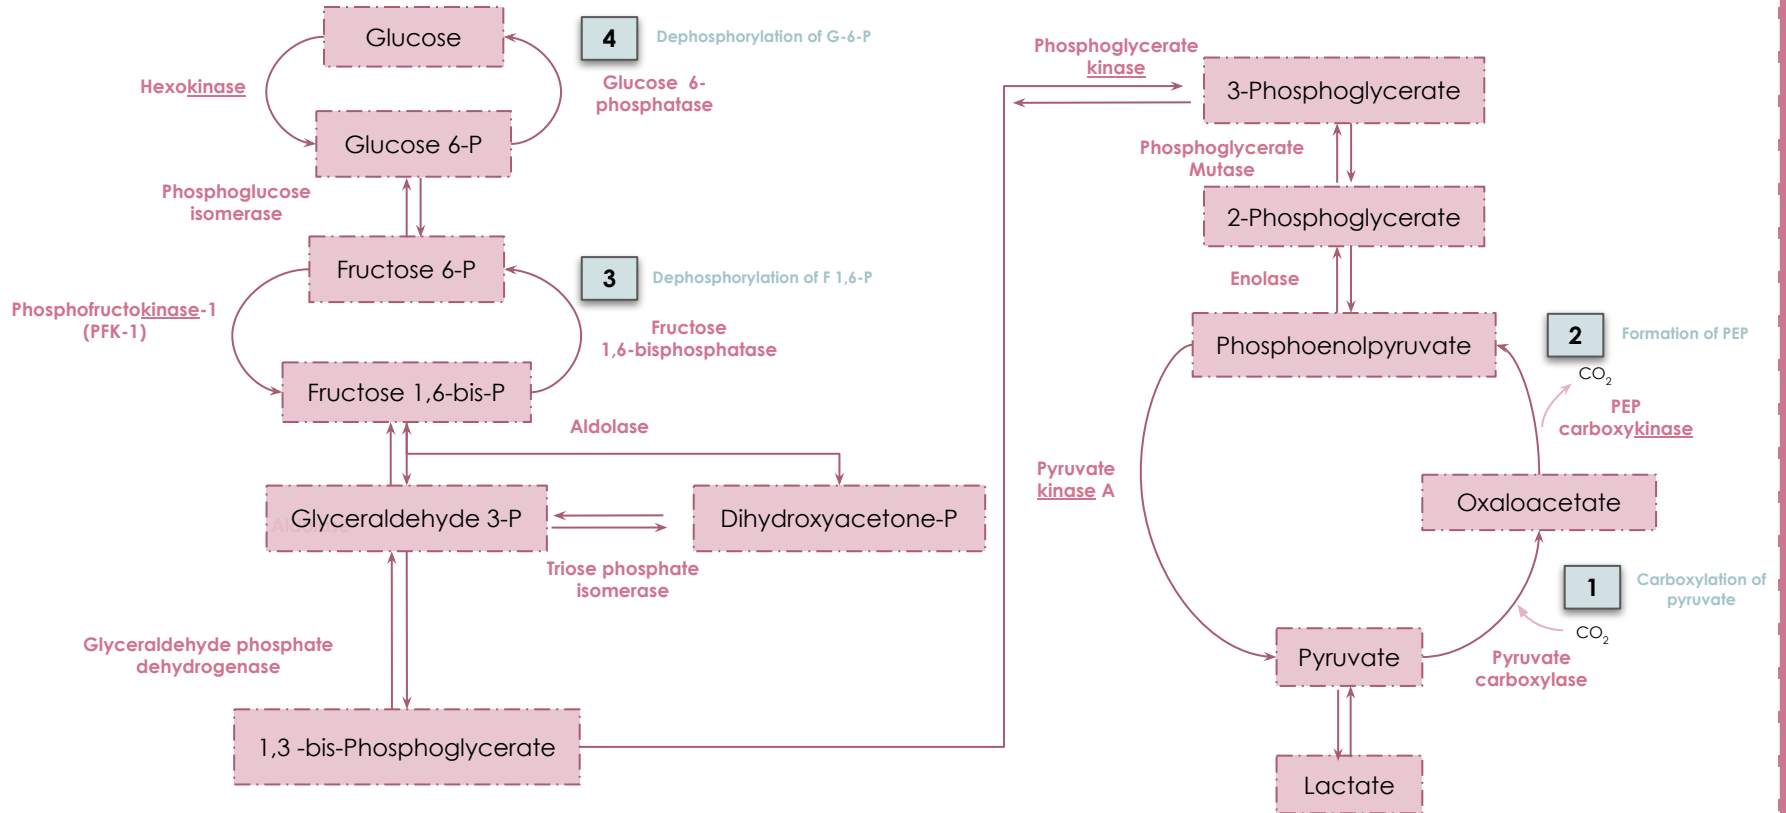 Glucose
4
Dephosphorylation of G-6-P
Hexokinase
Glucose 6-
phosphatase
Glucose 6-P
Phosphoglucose
isomerase
Fructose 6-P
3
Dephosphorylation of F 1,6-P
Phosphofructokinase-1
(PFK-1)
Fructose
1,6-bisphosphatase
Fructose 1,6-bis-P
Aldolase
Glyceraldehyde 3-P
Dihydroxyacetone-P
Triose phosphate
isomerase
Glyceraldehyde phosphate
dehydrogenase
1,3 -bis-Phosphoglycerate
Phosphoglycerate
kinase
3-Phosphoglycerate
Phosphoglycerate
Mutase
2-Phosphoglycerate
Enolase
Phosphoenolpyruvate
2
Formation of PEP
CO2
PEP
carboxykinase
Pyruvate
kinase A
Oxaloacetate
1
Carboxylation of
pyruvate
CO2
Pyruvate
Pyruvate
carboxylase
Lactate